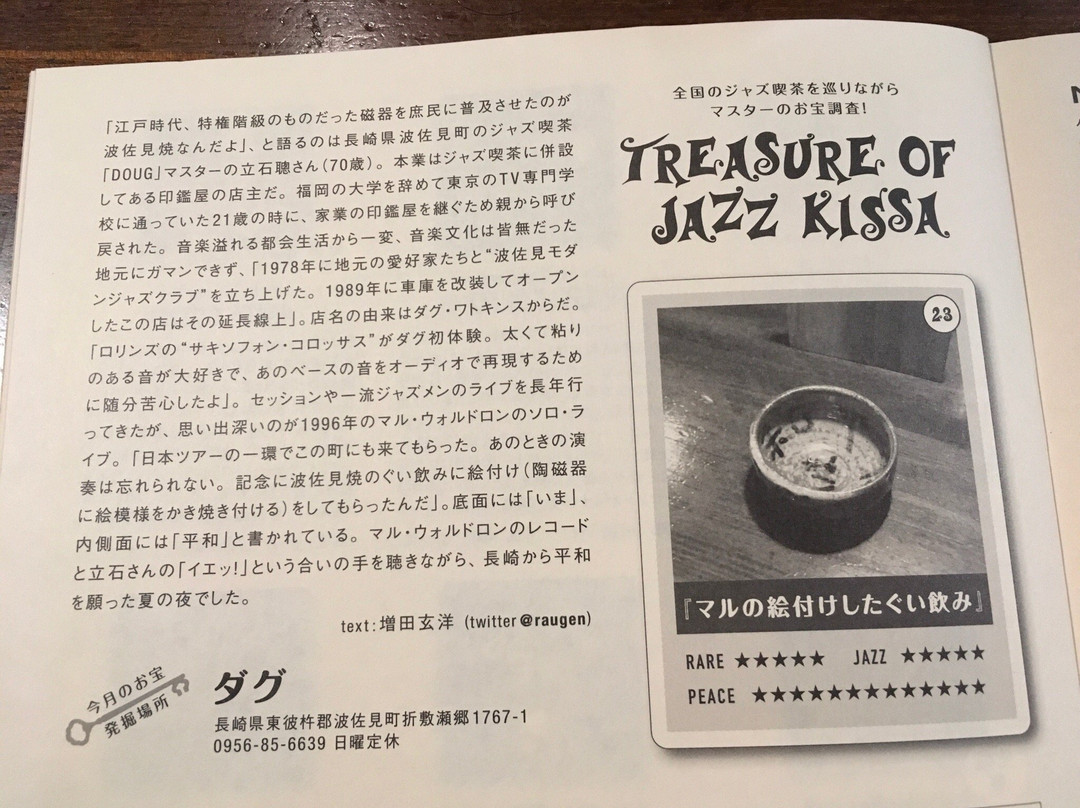 「江戸時代、特権階級のものだった磁器を庶民に普及させたのが
波佐見焼なんだよ」、と語るのは長崎県波佐見町のジャズ喫茶
「DOUG」マスターの立石聰さん（70歳）。本業はジャズ喫茶に併設
してある印鑑屋の店主だ。福岡の大学を辞めて東京のTV専門学
校に通っていた21歳の時に、家業の印鑑屋を継ぐため親から呼び
戻された。音楽溢れる都会生活から一変、音楽文化は皆無だった
地元にガマンできず、「1978年に地元の愛好家たちと“波佐見モダ
ンジャズクラブ”を立ち上げた。1989年に車庫を改装してオープン
したこの店はその延長線上」。店名の由来はダグ・ワトキンスからだ。
「ロリンズの“サキソフォン・コロッサス”がダグ初体験。太くて粘り
のある音が大好きで、あのベースの音をオーディオで再現するため
に随分苦心したよ」。セッションや一流ジャズメンのライブを長年行
ってきたが、思い出深いのが1996年のマル・ウォルドロンのソロ・ラ
イブ。「日本ツアーの一環でこの町にも来てもらった。あのときの演
奏は忘れられない。記念に波佐見焼のぐい飲みに絵付け（陶磁器
に絵模様をかき焼き付ける）をしてもらったんだ」。底面には「いま」、
内側面には「平和」と書かれている。マル・ウォルドロンのレコード
と立石さんの「イエッ!」という合いの手を聴きながら、長崎から平和
を願った夏の夜でした。
text:増田玄洋 (twitter@raugen)
今月のお宝
発掘場所
ダグ
長崎県東彼杵郡波佐見町折敷瀬郷1767-1
0956-85-6639 日曜定休
全国のジャズ喫茶を巡りながら
マスターのお宝調査！
TREASURE OF
JAZZ KISSA
23
『マルの絵付けしたぐい飲み』
RARE ★★★★★ JAZZ ★★★★★
PEACE ★★★★★★★★★★★★★